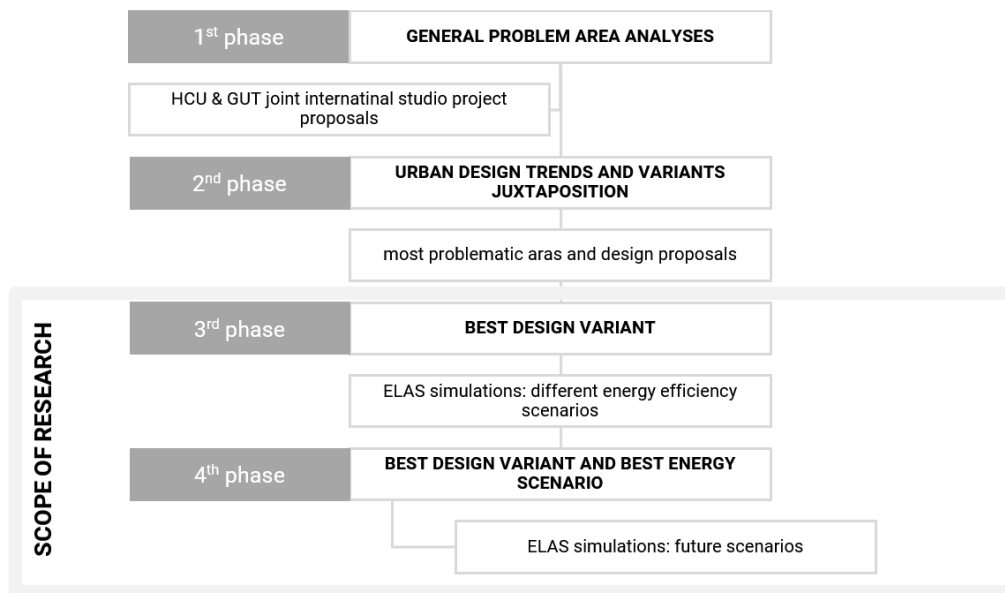 1st phase
GENERAL PROBLEM AREA ANALYSES
HCU & GUT joint internatinal studio project
proposals
2nd phase
URBAN DESIGN TRENDS AND VARIANTS
JUXTAPOSITION
most problematic aras and design proposals
SCOPE OF RESEARCH
3rd phase
BEST DESIGN VARIANT
ELAS simulations: different energy efficiency
scenarios
4th phase
BEST DESIGN VARIANT AND BEST ENERGY
SCENARIO
ELAS simulations: future scenarios